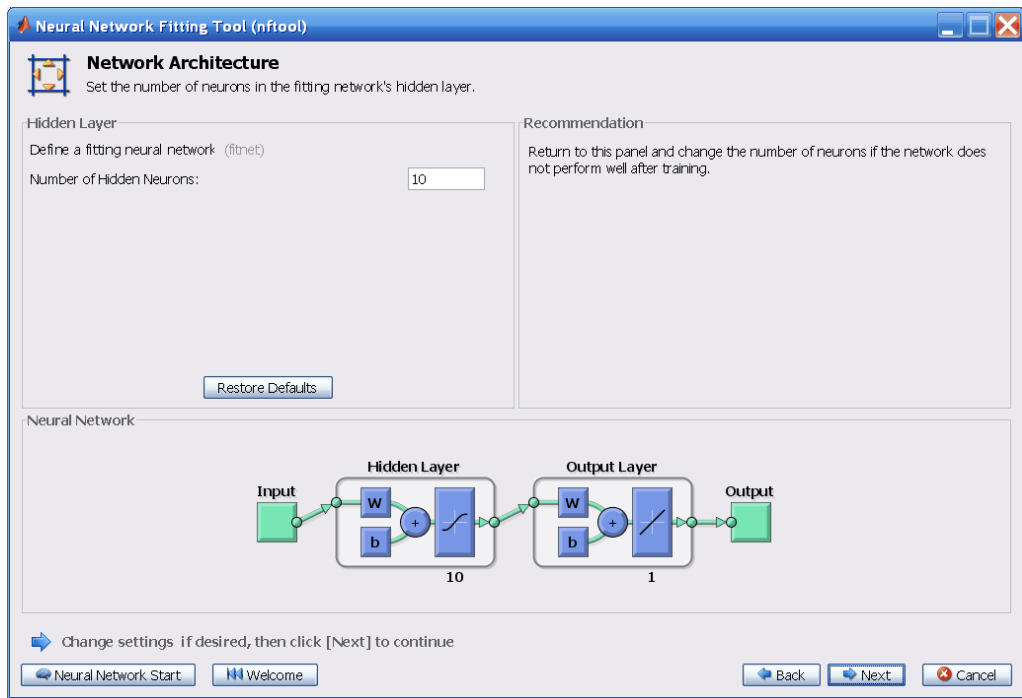 Neural Network Fitting Tool (nftool)
Network Architecture
Set the number of neurons in the fitting network's hidden layer.
Hidden Layer
Define a fitting neural network (fitnet)
Number of Hidden Neurons: 10
Restore Defaults
Recommendation
Return to this panel and change the number of neurons if the network does
not perform well after training.
Neural Network
Hidden Layer
Output Layer
Input
Output
W
b
+
10
W
b
+
1
Change settings if desired, then click [Next] to continue
Neural Network Start
Welcome
Back
Next
Cancel